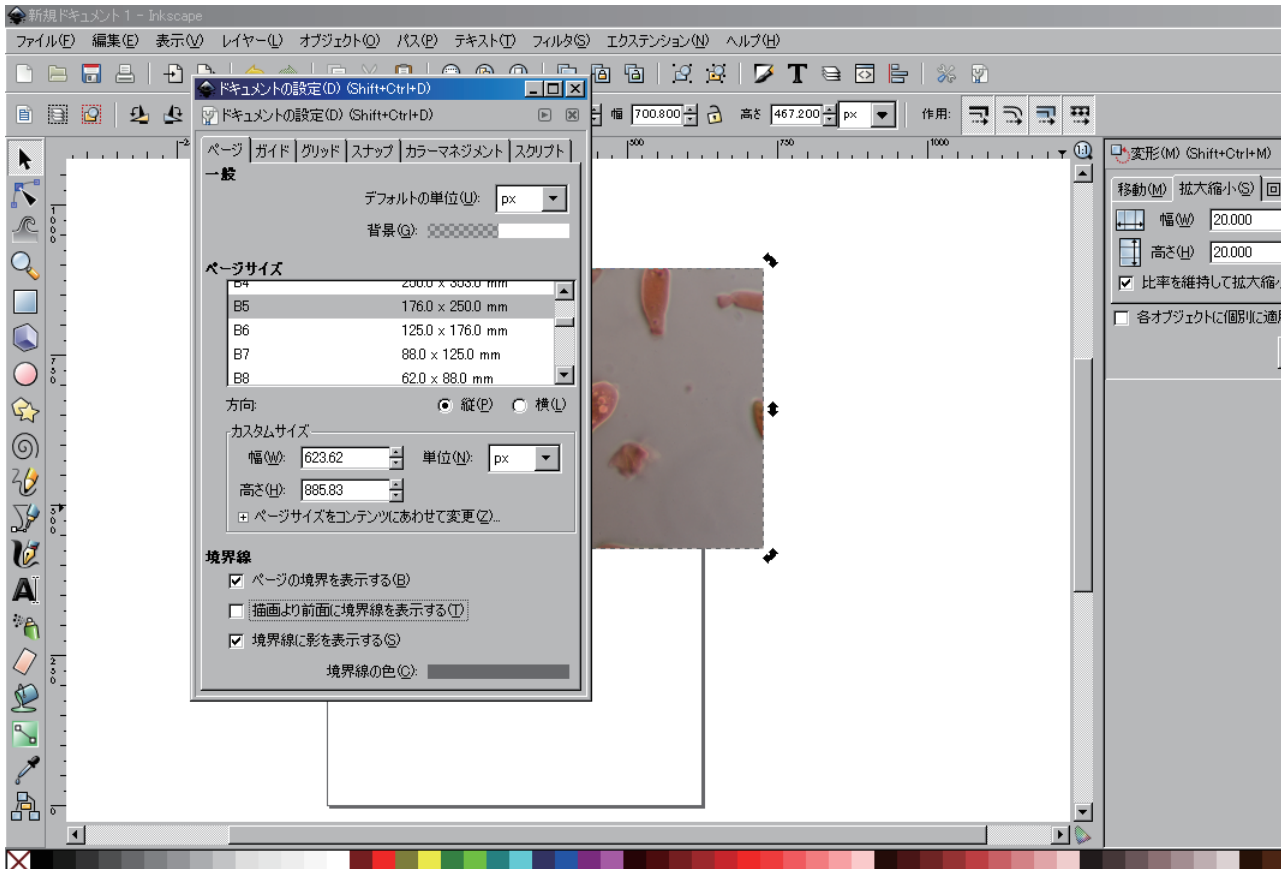 新規ドキュメント 1 - Inkscape
ファイル(F) 編集(E) 表示(V) レイヤー(L) オブジェクト(O) パス(P) テキスト(T) フィルタ(S) エクステンション(N) ヘルプ(H)
ドキュメントの設定(D) (Shift+Ctrl+D)
ドキュメントの設定(D) (Shift+Ctrl+D)
幅 700.800 高さ 467.200 px 作用:
ページ ガイド グリッド スナップ カラーマネジメント スクリプト
500 750 1000
変形(M) (Shift+Ctrl+M)
一般
デフォルトの単位(U): px
背景(G):
移動(M) 拡大縮小(S) 回
幅(W) 20.000
高さ(H) 20.000
比率を維持して拡大縮
各オブジェクトに個別に適用
ページサイズ
B4 250.0 x 353.0 mm
B5 176.0 x 250.0 mm
B6 125.0 x 176.0 mm
B7 88.0 x 125.0 mm
B8 62.0 x 88.0 mm
方向: 縦(P) 横(L)
カスタムサイズ
幅(W): 623.62 単位(N): px
高さ(H): 885.83
ページサイズをコンテンツにあわせて変更(Z)...
境界線
ページの境界を表示する(B)
描画より前面に境界線を表示する(T)
境界線に影を表示する(S)
境界線の色(C):
1000
750
500
250
0